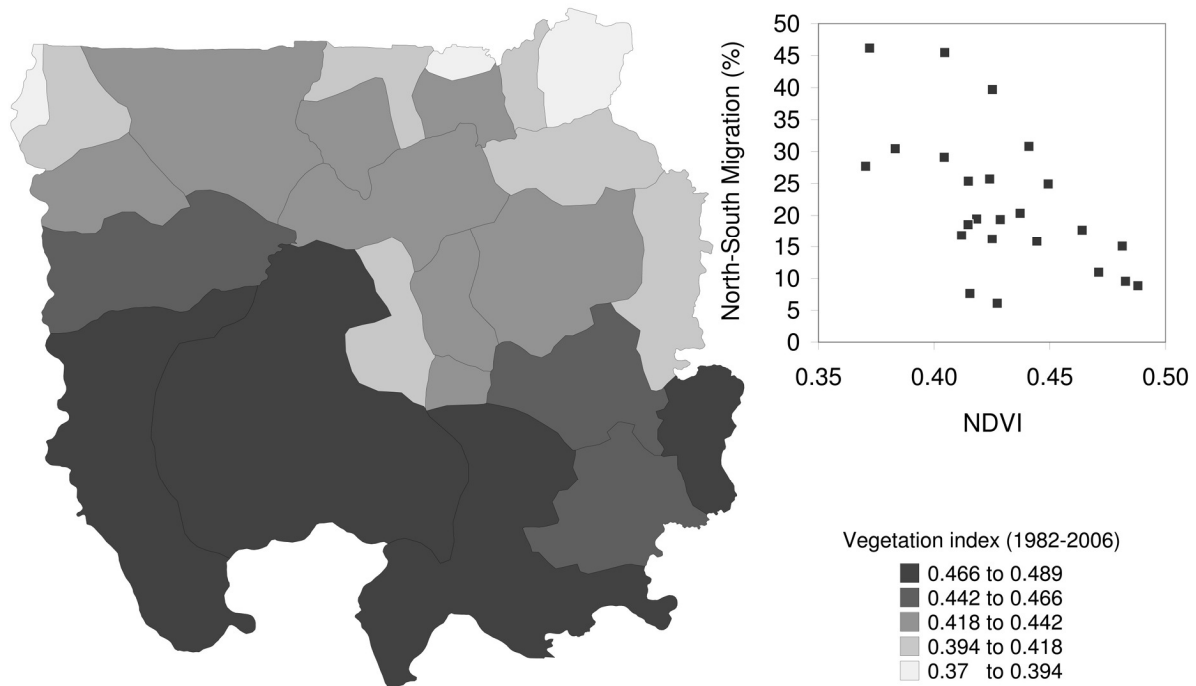 50
45
40
35
30
25
20
15
10
5
0
North-South Migration (%)
0.35 0.40 0.45 0.50
NDVI
Vegetation index (1982-2006)
0.466 to 0.489
0.442 to 0.466
0.418 to 0.442
0.394 to 0.418
0.37 to 0.394